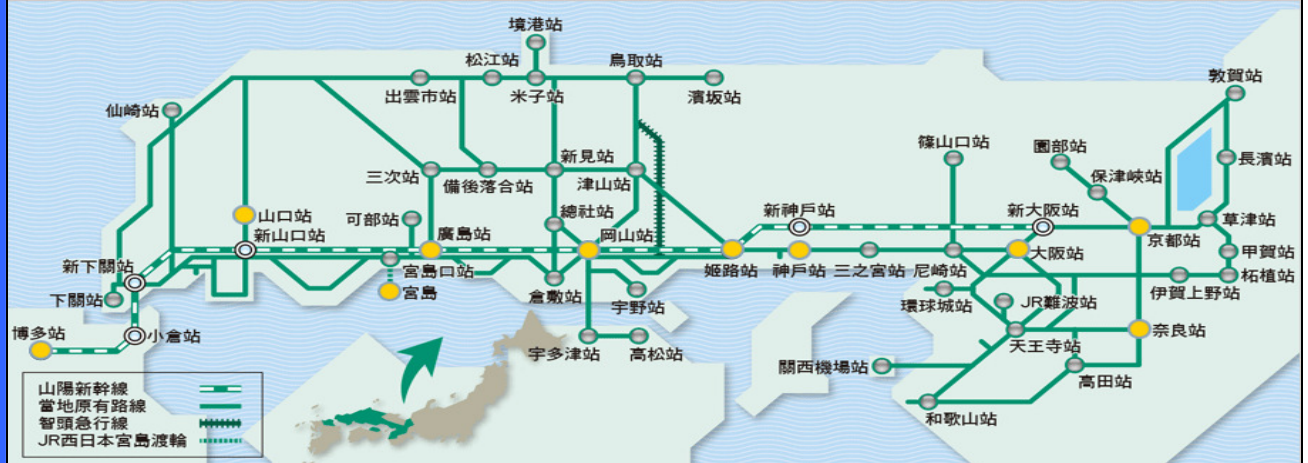 境港站
松江站
鳥取站
敦賀站
出雲市站
米子站
濱坂站
仙崎站
篠山口站
園部站
新見站
長濱站
三次站
備後落合站
津山站
保津峽站
山口站
可部站
總社站
新神戶站
新大阪站
草津站
新山口站
廣島站
岡山站
京都站
甲賀站
新下關站
宮島口站
姬路站
神戶站
三之宮站
尼崎站
大阪站
下關站
宮島
倉敷站
宇野站
環球城站
JR難波站
伊賀上野站
柘植站
博多站
小倉站
宇多津站
高松站
天王寺站
奈良站
關西機場站
高田站
和歌山站
山陽新幹線
當地原有路線
智頭急行線
JR西日本宮島渡輪